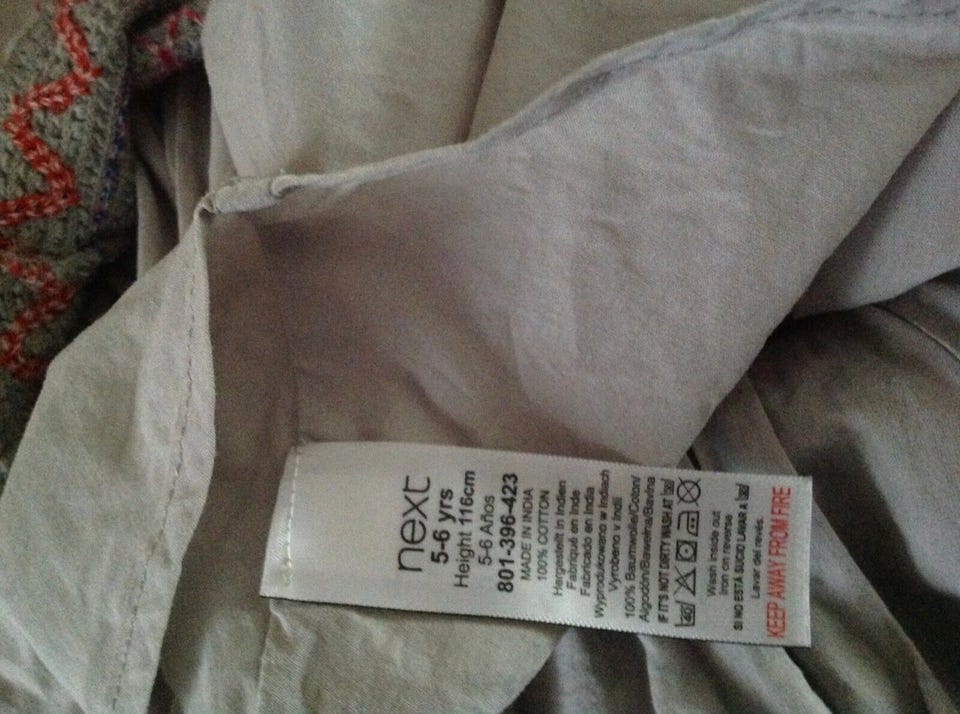 next
5-6 yrs
Height 116cm
5-6 Años
801-396-423
MADE IN INDIA
100% COTTON
Hergestellt in Indien
Fabriqué en Inde
Fabricado en India
Wyprodukowano w Indiach
Vyrobeno v Indii
100% Baumwolle/Coton/
Algodón/Bawełna/Bavlna
IF IT'S NOT DIRTY WASH AT 30
40
Wash inside out
Iron on reverse
SI NO ESTÁ SUCIO LAVAR A 30
Lavar del revés.
KEEP AWAY FROM FIRE